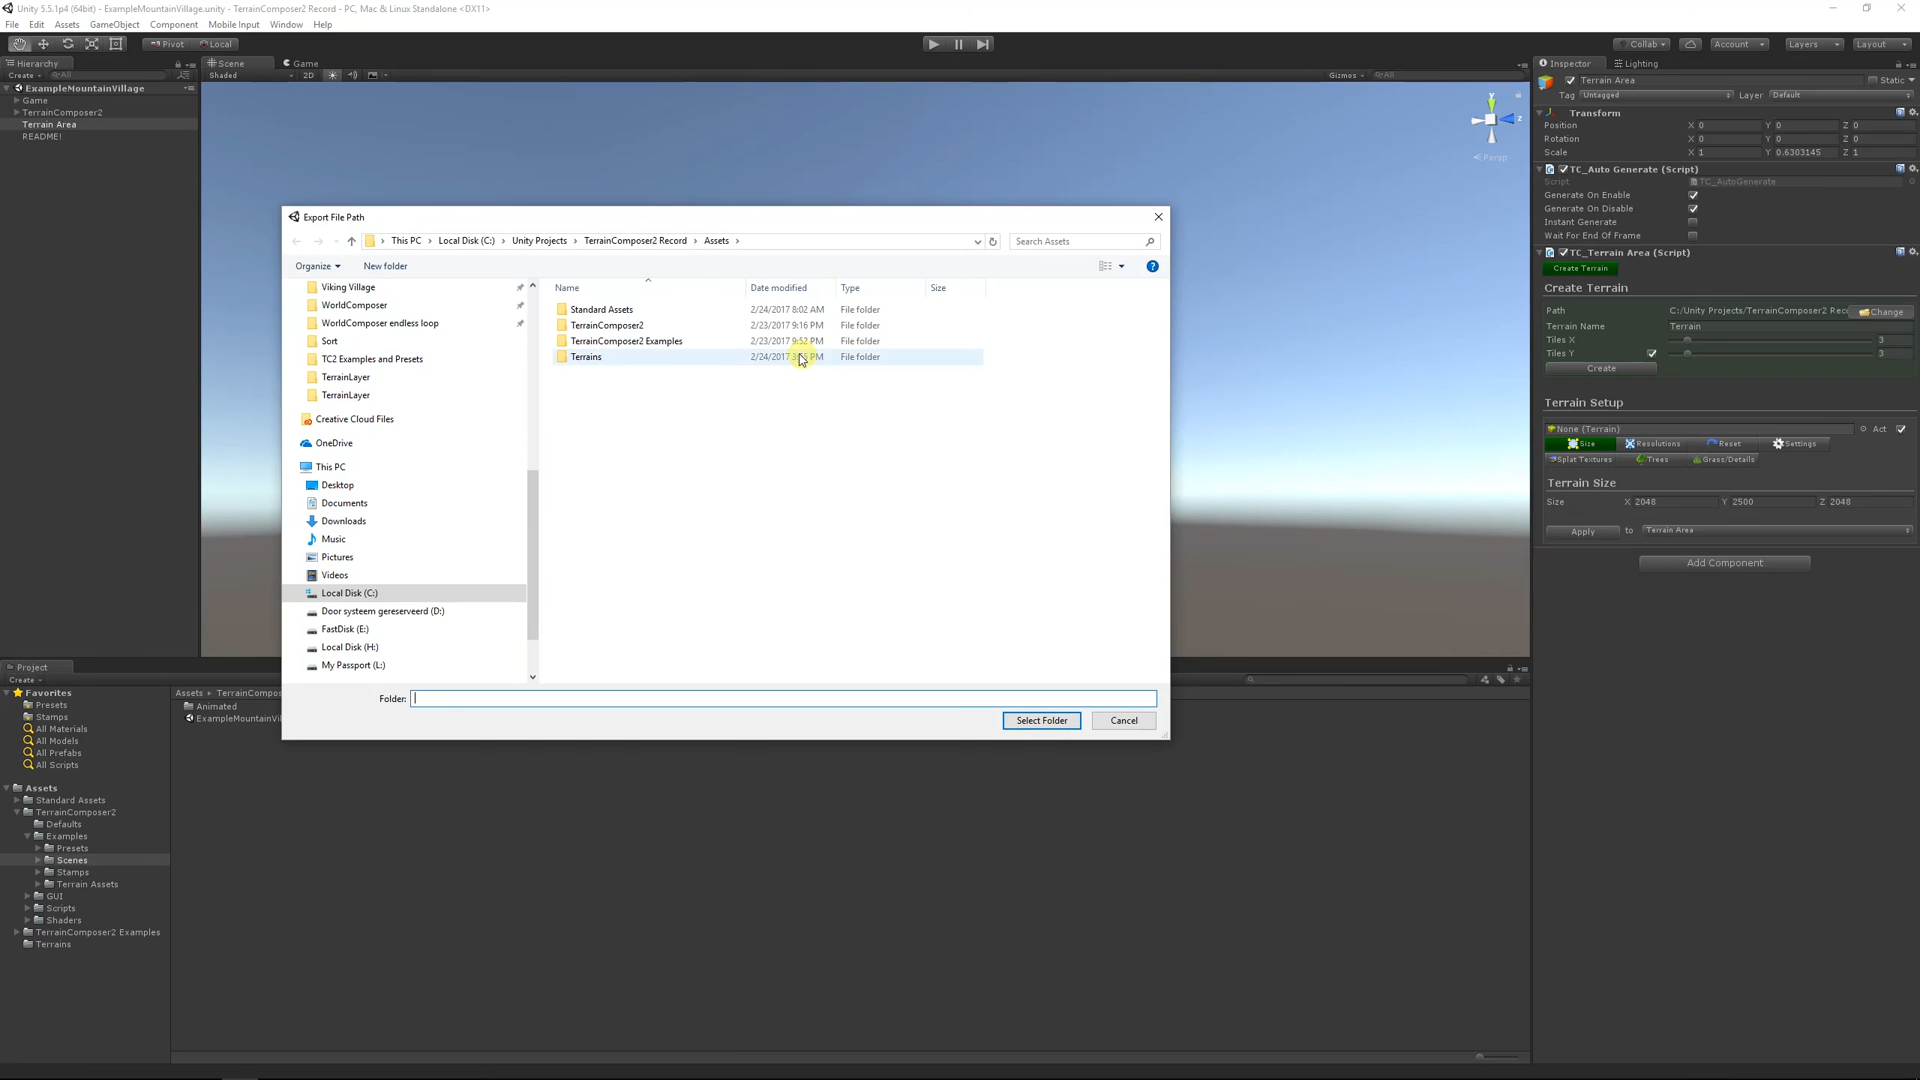 Unity 5.5.1p4 (64bit) - ExampleMountainVillage.unity - TerrainComposer2 Record - PC, Mac & Linux Standalone <DX11>
File Edit Assets GameObject Component Mobile Input Window Help
Pivot Local
Collab Account Layers Layout
Hierarchy
Create All
ExampleMountainVillage
Game
TerrainComposer2
Terrain Area
README!
Scene Game
Shaded 2D Gizmos All
y
z
Persp
Export File Path
This PC Local Disk (C:) Unity Projects TerrainComposer2 Record Assets
Search Assets
Organize New folder
Viking Village
WorldComposer
WorldComposer endless loop
Sort
TC2 Examples and Presets
TerrainLayer
TerrainLayer
Creative Cloud Files
OneDrive
This PC
Desktop
Documents
Downloads
Music
Pictures
Videos
Local Disk (C:)
Door systeem gereserveerd (D:)
FastDisk (E:)
Local Disk (H:)
My Passport (L:)
Name Date modified Type Size
Standard Assets 2/24/2017 8:02 AM File folder
TerrainComposer2 2/23/2017 9:16 PM File folder
TerrainComposer2 Examples 2/23/2017 9:52 PM File folder
Terrains 2/24/2017 PM File folder
Folder:
Select Folder Cancel
Inspector Lighting
Terrain Area Static
Tag Untagged Layer Default
Transform
Position X 0 Y 0 Z 0
Rotation X 0 Y 0 Z 0
Scale X 1 Y 0.6303145 Z 1
TC_Auto Generate (Script)
Script TC_AutoGenerate
Generate On Enable
Generate On Disable
Instant Generate
Wait For End Of Frame
TC_Terrain Area (Script)
Create Terrain
Create Terrain
Path C:/Unity Projects/TerrainComposer2 Reco Change
Terrain Name Terrain
Tiles X 3
Tiles Y 3
Create
Terrain Setup
None (Terrain) Act
Size Resolutions Reset Settings
Splat Textures Trees Grass/Details
Terrain Size
Size X 2048 Y 2500 Z 2048
Apply to Terrain Area
Add Component
Project
Create
Favorites
Presets
Stamps
All Materials
All Models
All Prefabs
All Scripts
Assets
Standard Assets
TerrainComposer2
Defaults
Examples
Presets
Scenes
Stamps
Terrain Assets
GUI
Scripts
Shaders
TerrainComposer2 Examples
Terrains
Assets TerrainCompos
Animated
ExampleMountainVil